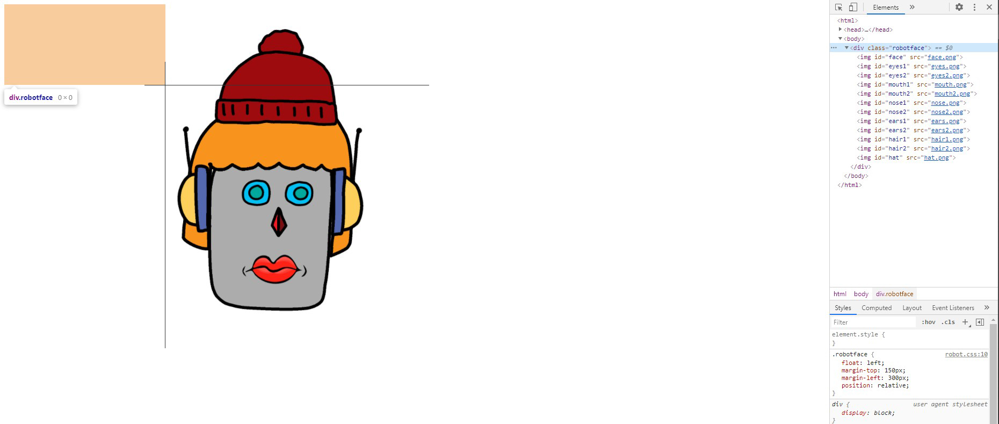 div.robotface 0 × 0
Elements
<html>
<head>…</head>
<body>
<div class="robotface"> == $0
<img id="face" src="face.png">
<img id="eyes1" src="eyes.png">
<img id="eyes2" src="eyes2.png">
<img id="mouth1" src="mouth.png">
<img id="mouth2" src="mouth2.png">
<img id="nose1" src="nose.png">
<img id="nose2" src="nose2.png">
<img id="ears1" src="ears.png">
<img id="ears2" src="ears2.png">
<img id="hair1" src="hair1.png">
<img id="hair2" src="hair2.png">
<img id="hat" src="hat.png">
</div>
</body>
</html>
html body div.robotface
Styles Computed Layout Event Listeners
Filter :hov .cls
element.style {
}
.robotface { robot.css:10
float: left;
margin-top: 150px;
margin-left: 300px;
position: relative;
}
div { user agent stylesheet
display: block;
}